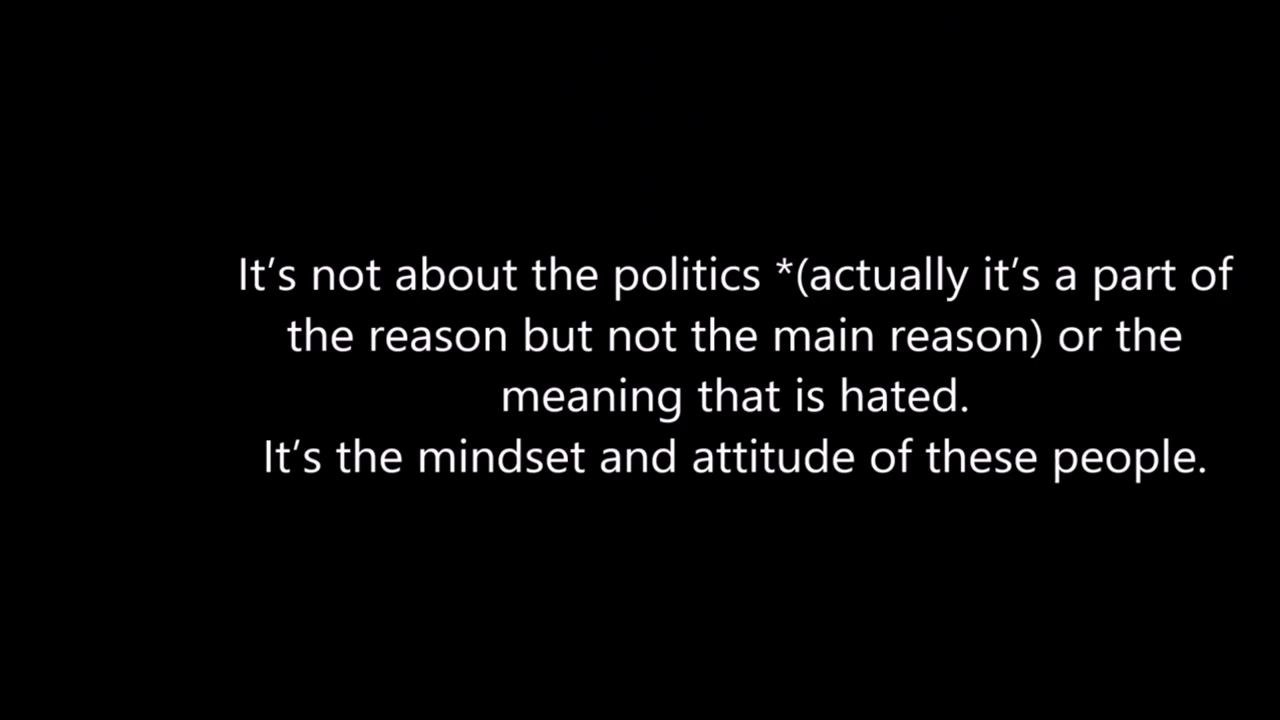 It’s not about the politics *(actually it’s a part of
the reason but not the main reason) or the
meaning that is hated.
It’s the mindset and attitude of these people.